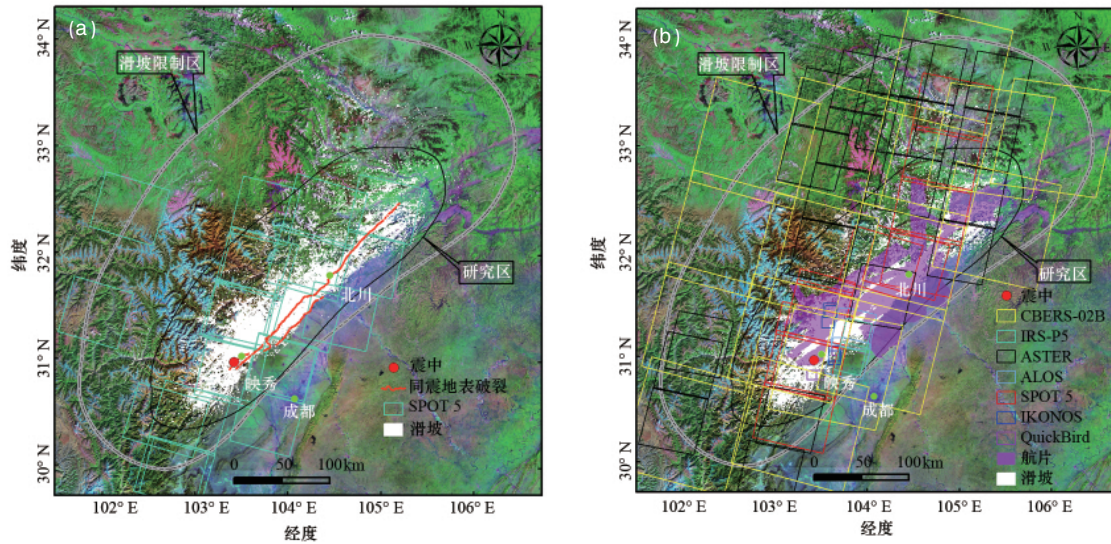 (a)
34° N
33° N
32° N
31° N
30° N
纬度
滑坡限制区
N
W
E
S
研究区
北川
映秀
成都
震中
同震地表破裂
SPOT 5
滑坡
0 50 100km
102° E 103° E 104° E 105° E 106° E
经度
(b)
34° N
33° N
32° N
31° N
30° N
纬度
滑坡限制区
N
W
E
S
研究区
北川
映秀
成都
震中
CBERS-02B
IRS-P5
ASTER
ALOS
SPOT 5
IKONOS
QuickBird
航片
滑坡
0 50 100km
102° E 103° E 104° E 105° E 106° E
经度